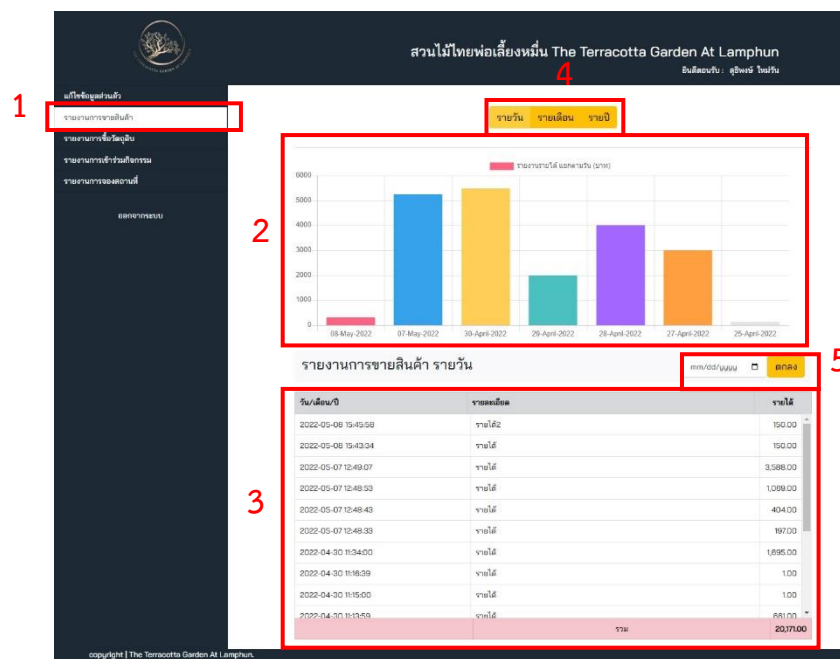 สวนไม้ไทยพ่อเลี้ยงหมื่น The Terracotta Garden At Lamphun
ยินดีตอนรับ : สุธิพงษ์ ใหม่วัน
4
1
แก้ไขข้อมูลส่วนตัว
รายงานการขายสินค้า
รายงานการซื้อวัตถุดิบ
รายงานการเข้าร่วมกิจกรรม
รายงานการจองสถานที่
ออกจากระบบ
รายวัน รายเดือน รายปี
2
รายงานรายได้ แยกตามวัน (บาท)
6000
5000
4000
3000
2000
1000
0
08-May-2022 07-May-2022 30-April-2022 29-April-2022 28-April-2022 27-April-2022 25-April-2022
รายงานการขายสินค้า รายวัน
mm/dd/yyyy ตกลง
5
3
วัน/เดือน/ปี รายละเอียด รายได้
2022-05-08 15:45:58 รายได้2 150.00
2022-05-08 15:43:34 รายได้ 150.00
2022-05-07 12:49:07 รายได้ 3,588.00
2022-05-07 12:48:53 รายได้ 1,069.00
2022-05-07 12:48:43 รายได้ 404.00
2022-05-07 12:48:33 รายได้ 197.00
2022-04-30 11:34:00 รายได้ 1,695.00
2022-04-30 11:16:39 รายได้ 1.00
2022-04-30 11:15:00 รายได้ 1.00
2022-04-30 11:13:59 รายได้ 661.00
รวม 20,171.00
copyright | The Terracotta Garden At Lamphun.